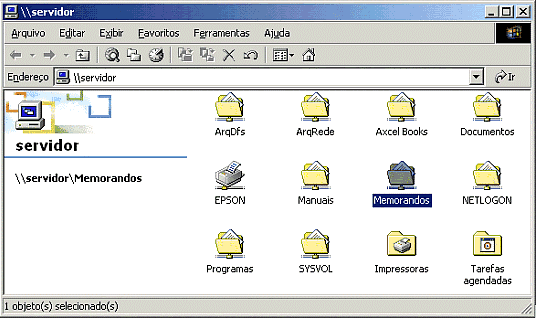 \\servidor
Arquivo Editar Exibir Favoritos Ferramentas Ajuda
Endereço \\servidor Ir
servidor
\\servidor\Memorandos
ArqDfs ArqRede Axcel Books Documentos
EPSON Manuais Memorandos NETLOGON
Programas SYSVOL Impressoras Tarefas
agendadas
1 objeto(s) selecionado(s)